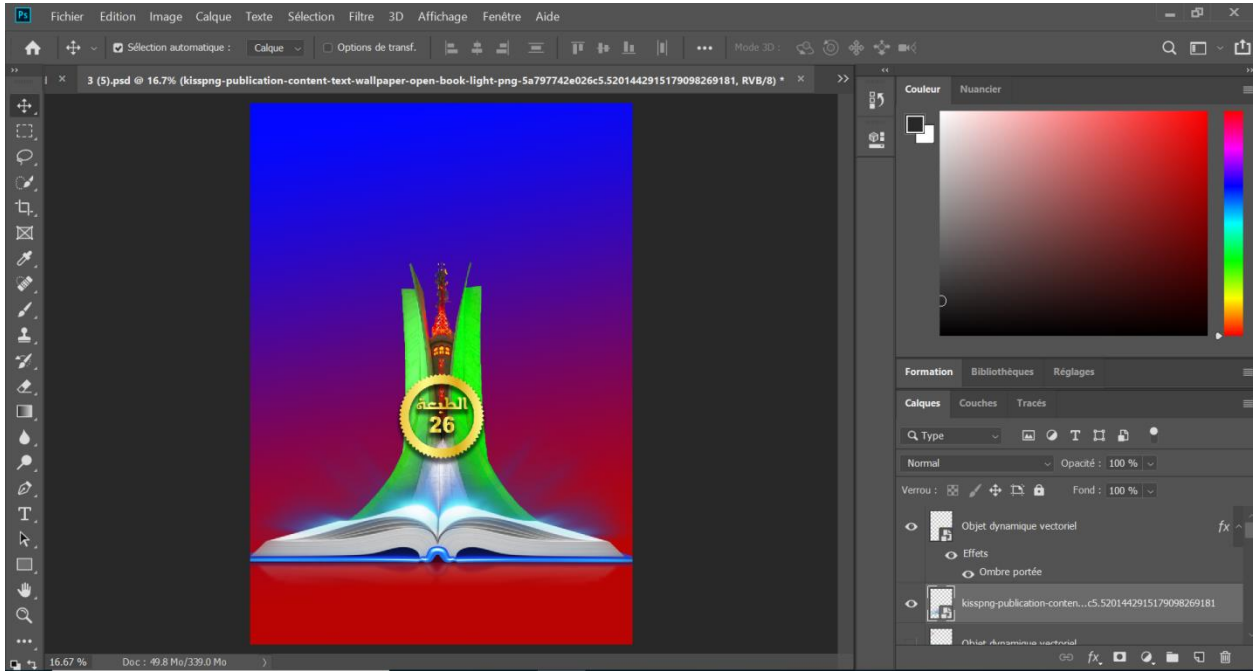 Ps Fichier Edition Image Calque Texte Sélection Filtre 3D Affichage Fenêtre Aide
Sélection automatique : Calque Options de transf. Mode 3D :
3 (5).psd @ 16.7% (kisspng-publication-content-text-wallpaper-open-book-light-png-5a797742e026c5.5201442915179098269181, RVB/8) *
Couleur Nuancier
الطبعة
26
Formation Bibliothèques Réglages
Calques Couches Tracés
Type
Normal Opacité : 100 %
Verrou : Fond : 100 %
Objet dynamique vectoriel fx
Effets
Ombre portée
kisspng-publication-conten...c5.5201442915179098269181
Objet dynamique vectoriel
16.67 % Doc : 49.8 Mo/339.0 Mo
fx